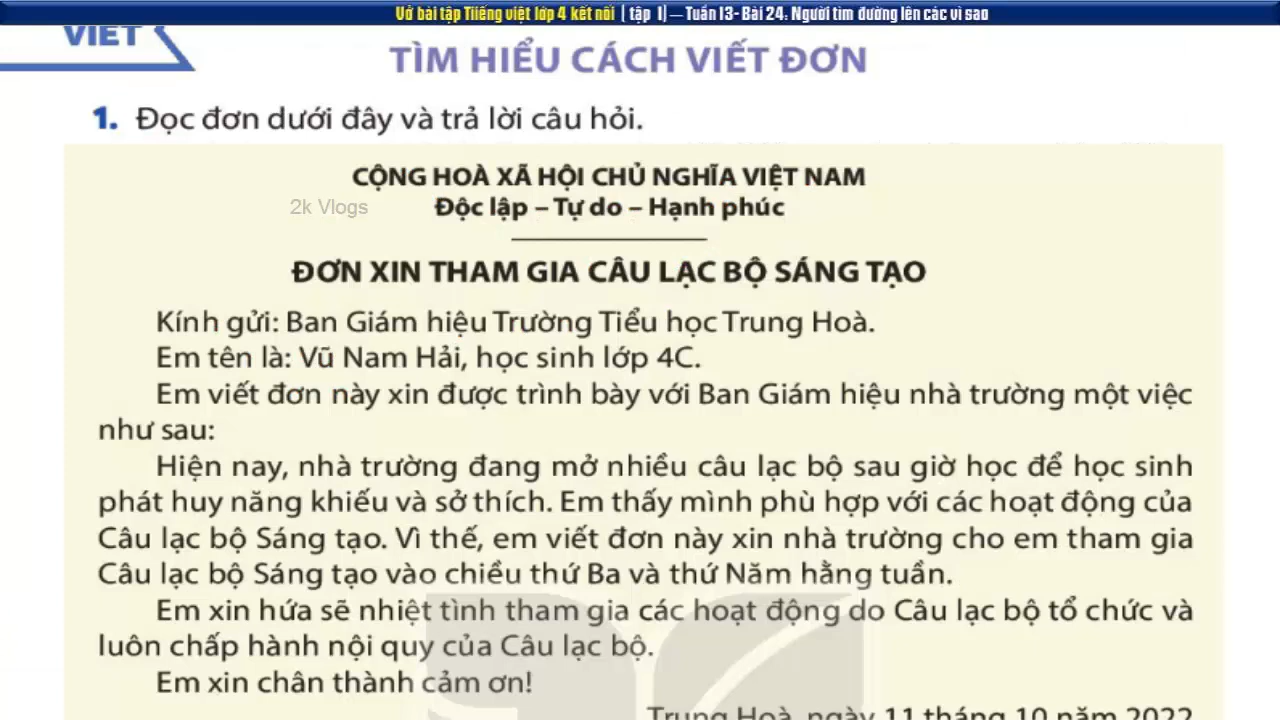 Vở bài tập Tiiếng việt lớp 4 kết nối ( tập 1) – Tuần 13- Bài 24: Người tìm đường lên các vì sao
VIẾT
TÌM HIỂU CÁCH VIẾT ĐƠN
1. Đọc đơn dưới đây và trả lời câu hỏi.
CỘNG HOÀ XÃ HỘI CHỦ NGHĨA VIỆT NAM
2k Vlogs
Độc lập – Tự do – Hạnh phúc
ĐƠN XIN THAM GIA CÂU LẠC BỘ SÁNG TẠO
Kính gửi: Ban Giám hiệu Trường Tiểu học Trung Hoà.
Em tên là: Vũ Nam Hải, học sinh lớp 4C.
Em viết đơn này xin được trình bày với Ban Giám hiệu nhà trường một việc
như sau:
Hiện nay, nhà trường đang mở nhiều câu lạc bộ sau giờ học để học sinh
phát huy năng khiếu và sở thích. Em thấy mình phù hợp với các hoạt động của
Câu lạc bộ Sáng tạo. Vì thế, em viết đơn này xin nhà trường cho em tham gia
Câu lạc bộ Sáng tạo vào chiều thứ Ba và thứ Năm hằng tuần.
Em xin hứa sẽ nhiệt tình tham gia các hoạt động do Câu lạc bộ tổ chức và
luôn chấp hành nội quy của Câu lạc bộ.
Em xin chân thành cảm ơn!
Trung Hoà, ngày 11 tháng 10 năm 2022